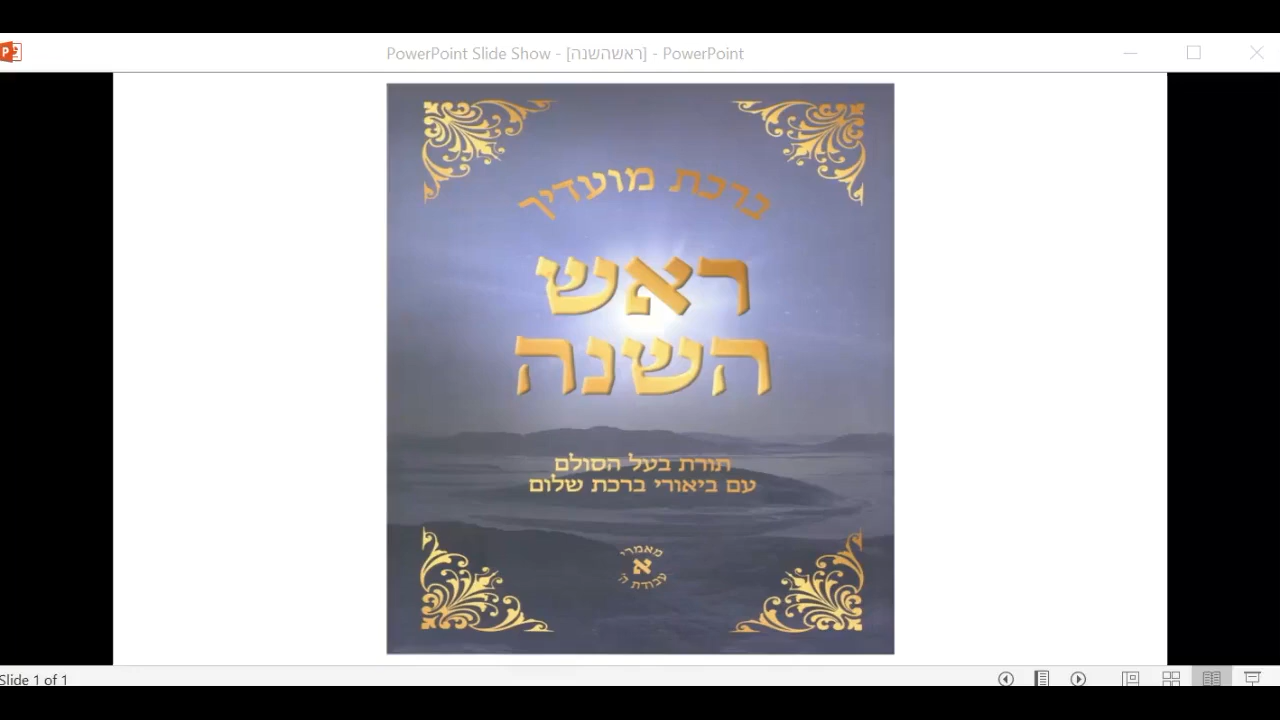 PowerPoint Slide Show - [ראשהשנה] - PowerPoint
ברכת מועדיך
ראש
השנה
תורת בעל הסולם
עם ביאורי ברכת שלום
מאמרי
א
עבודת ה'
Slide 1 of 1